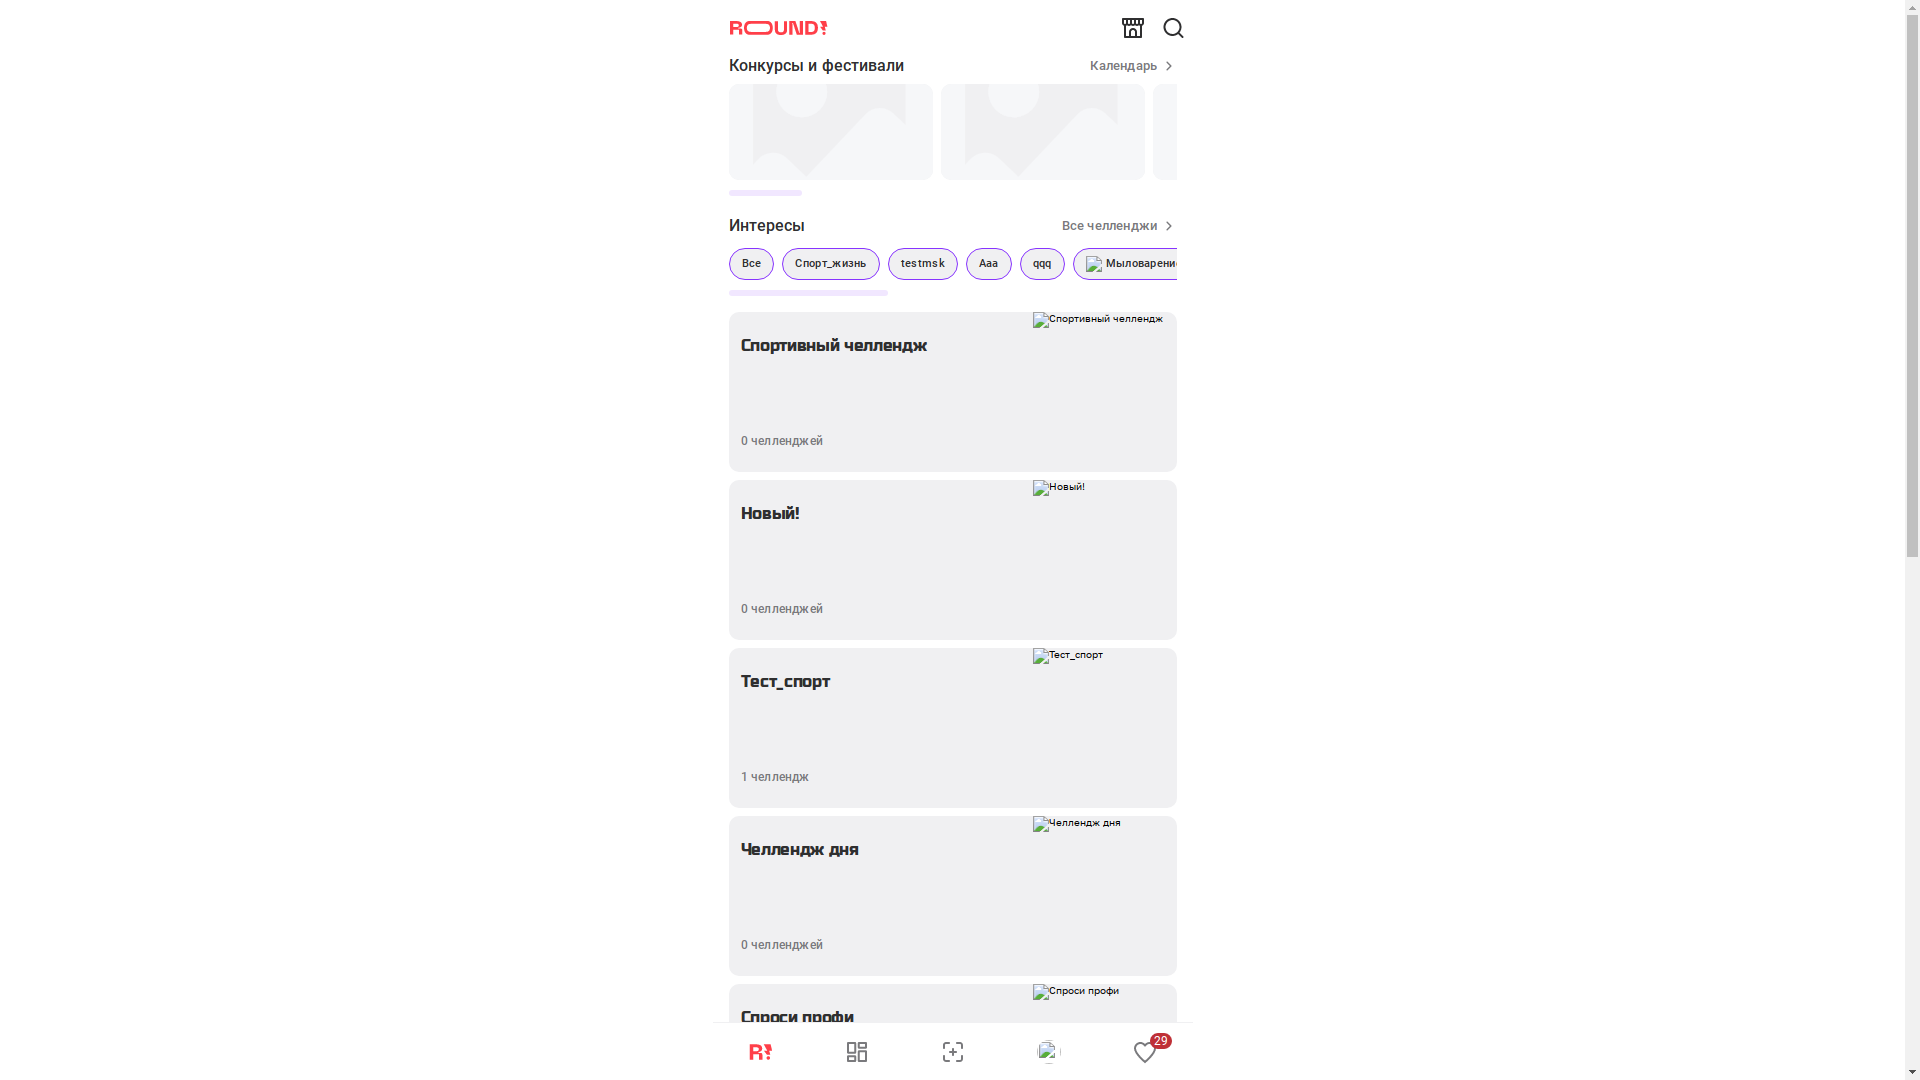 ROUND!
Конкурсы и фестивали
Календарь
Интересы
Все челленджи
Все
Спорт_жизнь
testmsk
Ааа
qqq
Мыловарение
Спортивный челлендж
Спортивный челлендж
0 челленджей
Новый!
Новый!
0 челленджей
Тест_спорт
Тест_спорт
1 челлендж
Челлендж дня
Челлендж дня
0 челленджей
Спроси профи
Спроси профи
R!
29